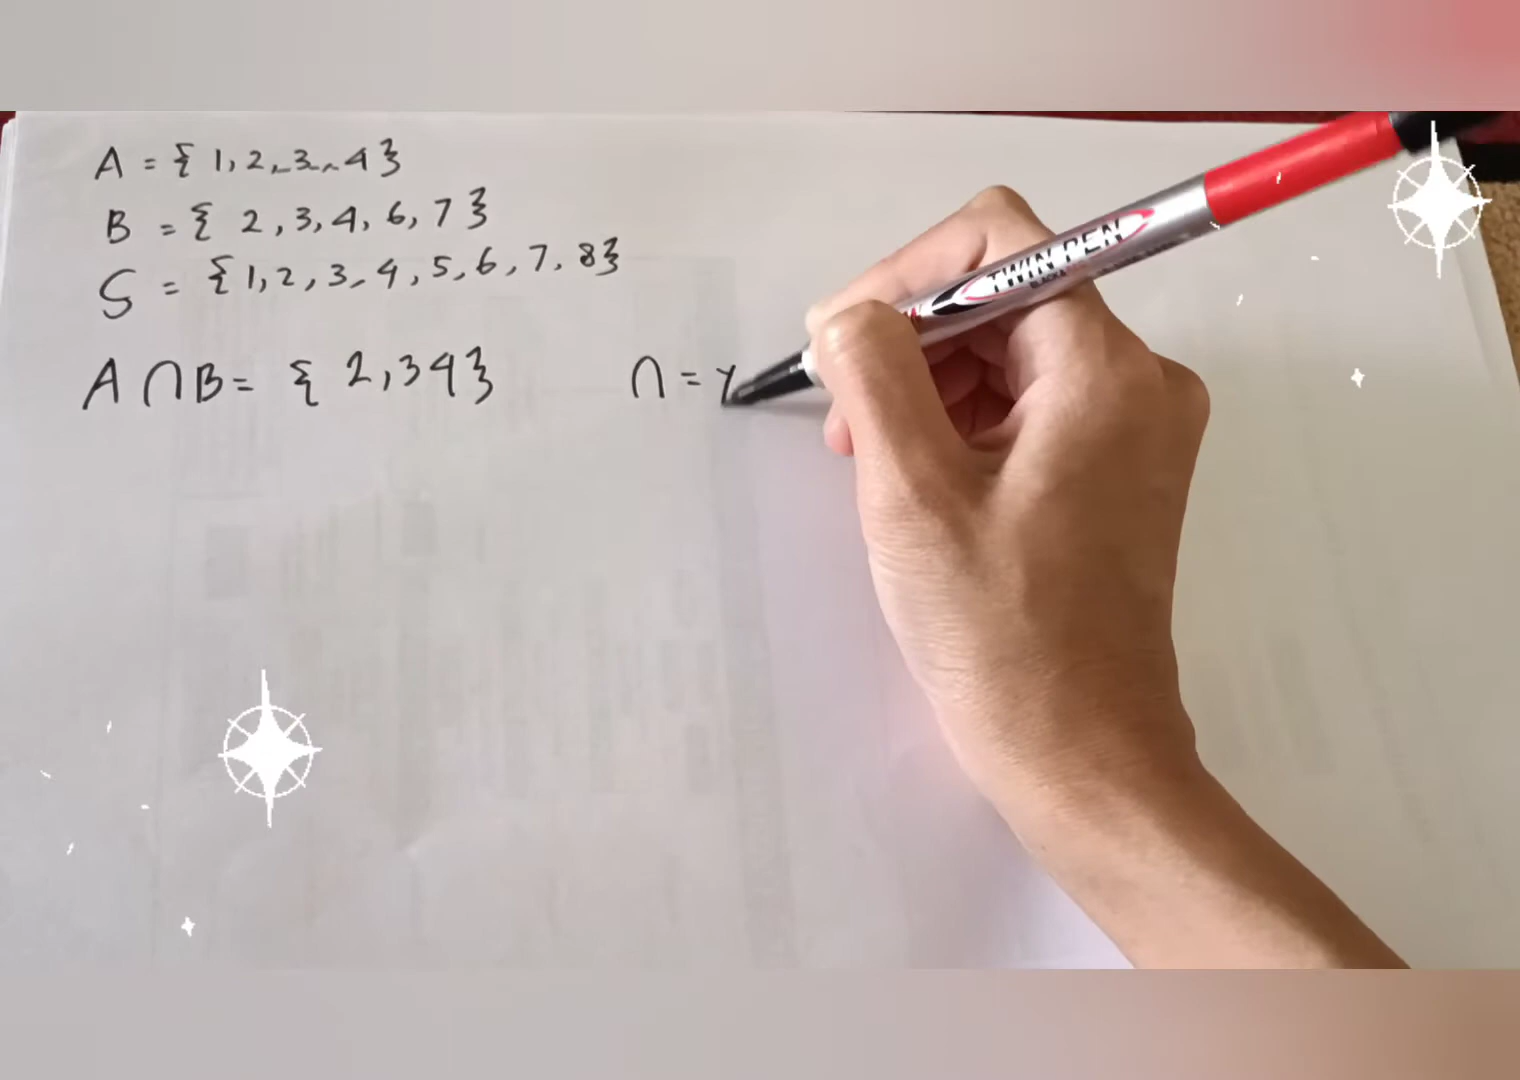 A = { 1, 2, 3, 4 }
B = { 2, 3, 4, 6, 7 }
S = { 1, 2, 3, 4, 5, 6, 7, 8 }
A ∩ B = { 2, 3 4 }
∩ = y
TWIN PEN